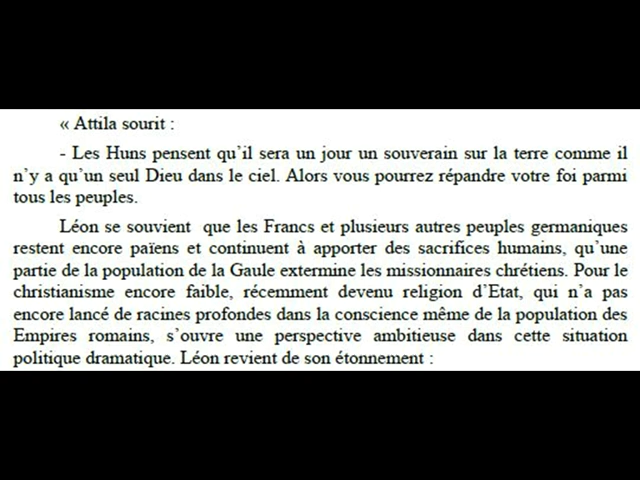 « Attila sourit :
- Les Huns pensent qu’il sera un jour un souverain sur la terre comme il
n’y a qu’un seul Dieu dans le ciel. Alors vous pourrez répandre votre foi parmi
tous les peuples.
Léon se souvient que les Francs et plusieurs autres peuples germaniques
restent encore païens et continuent à apporter des sacrifices humains, qu’une
partie de la population de la Gaule extermine les missionnaires chrétiens. Pour le
christianisme encore faible, récemment devenu religion d’Etat, qui n’a pas
encore lancé de racines profondes dans la conscience même de la population des
Empires romains, s’ouvre une perspective ambitieuse dans cette situation
politique dramatique. Léon revient de son étonnement :